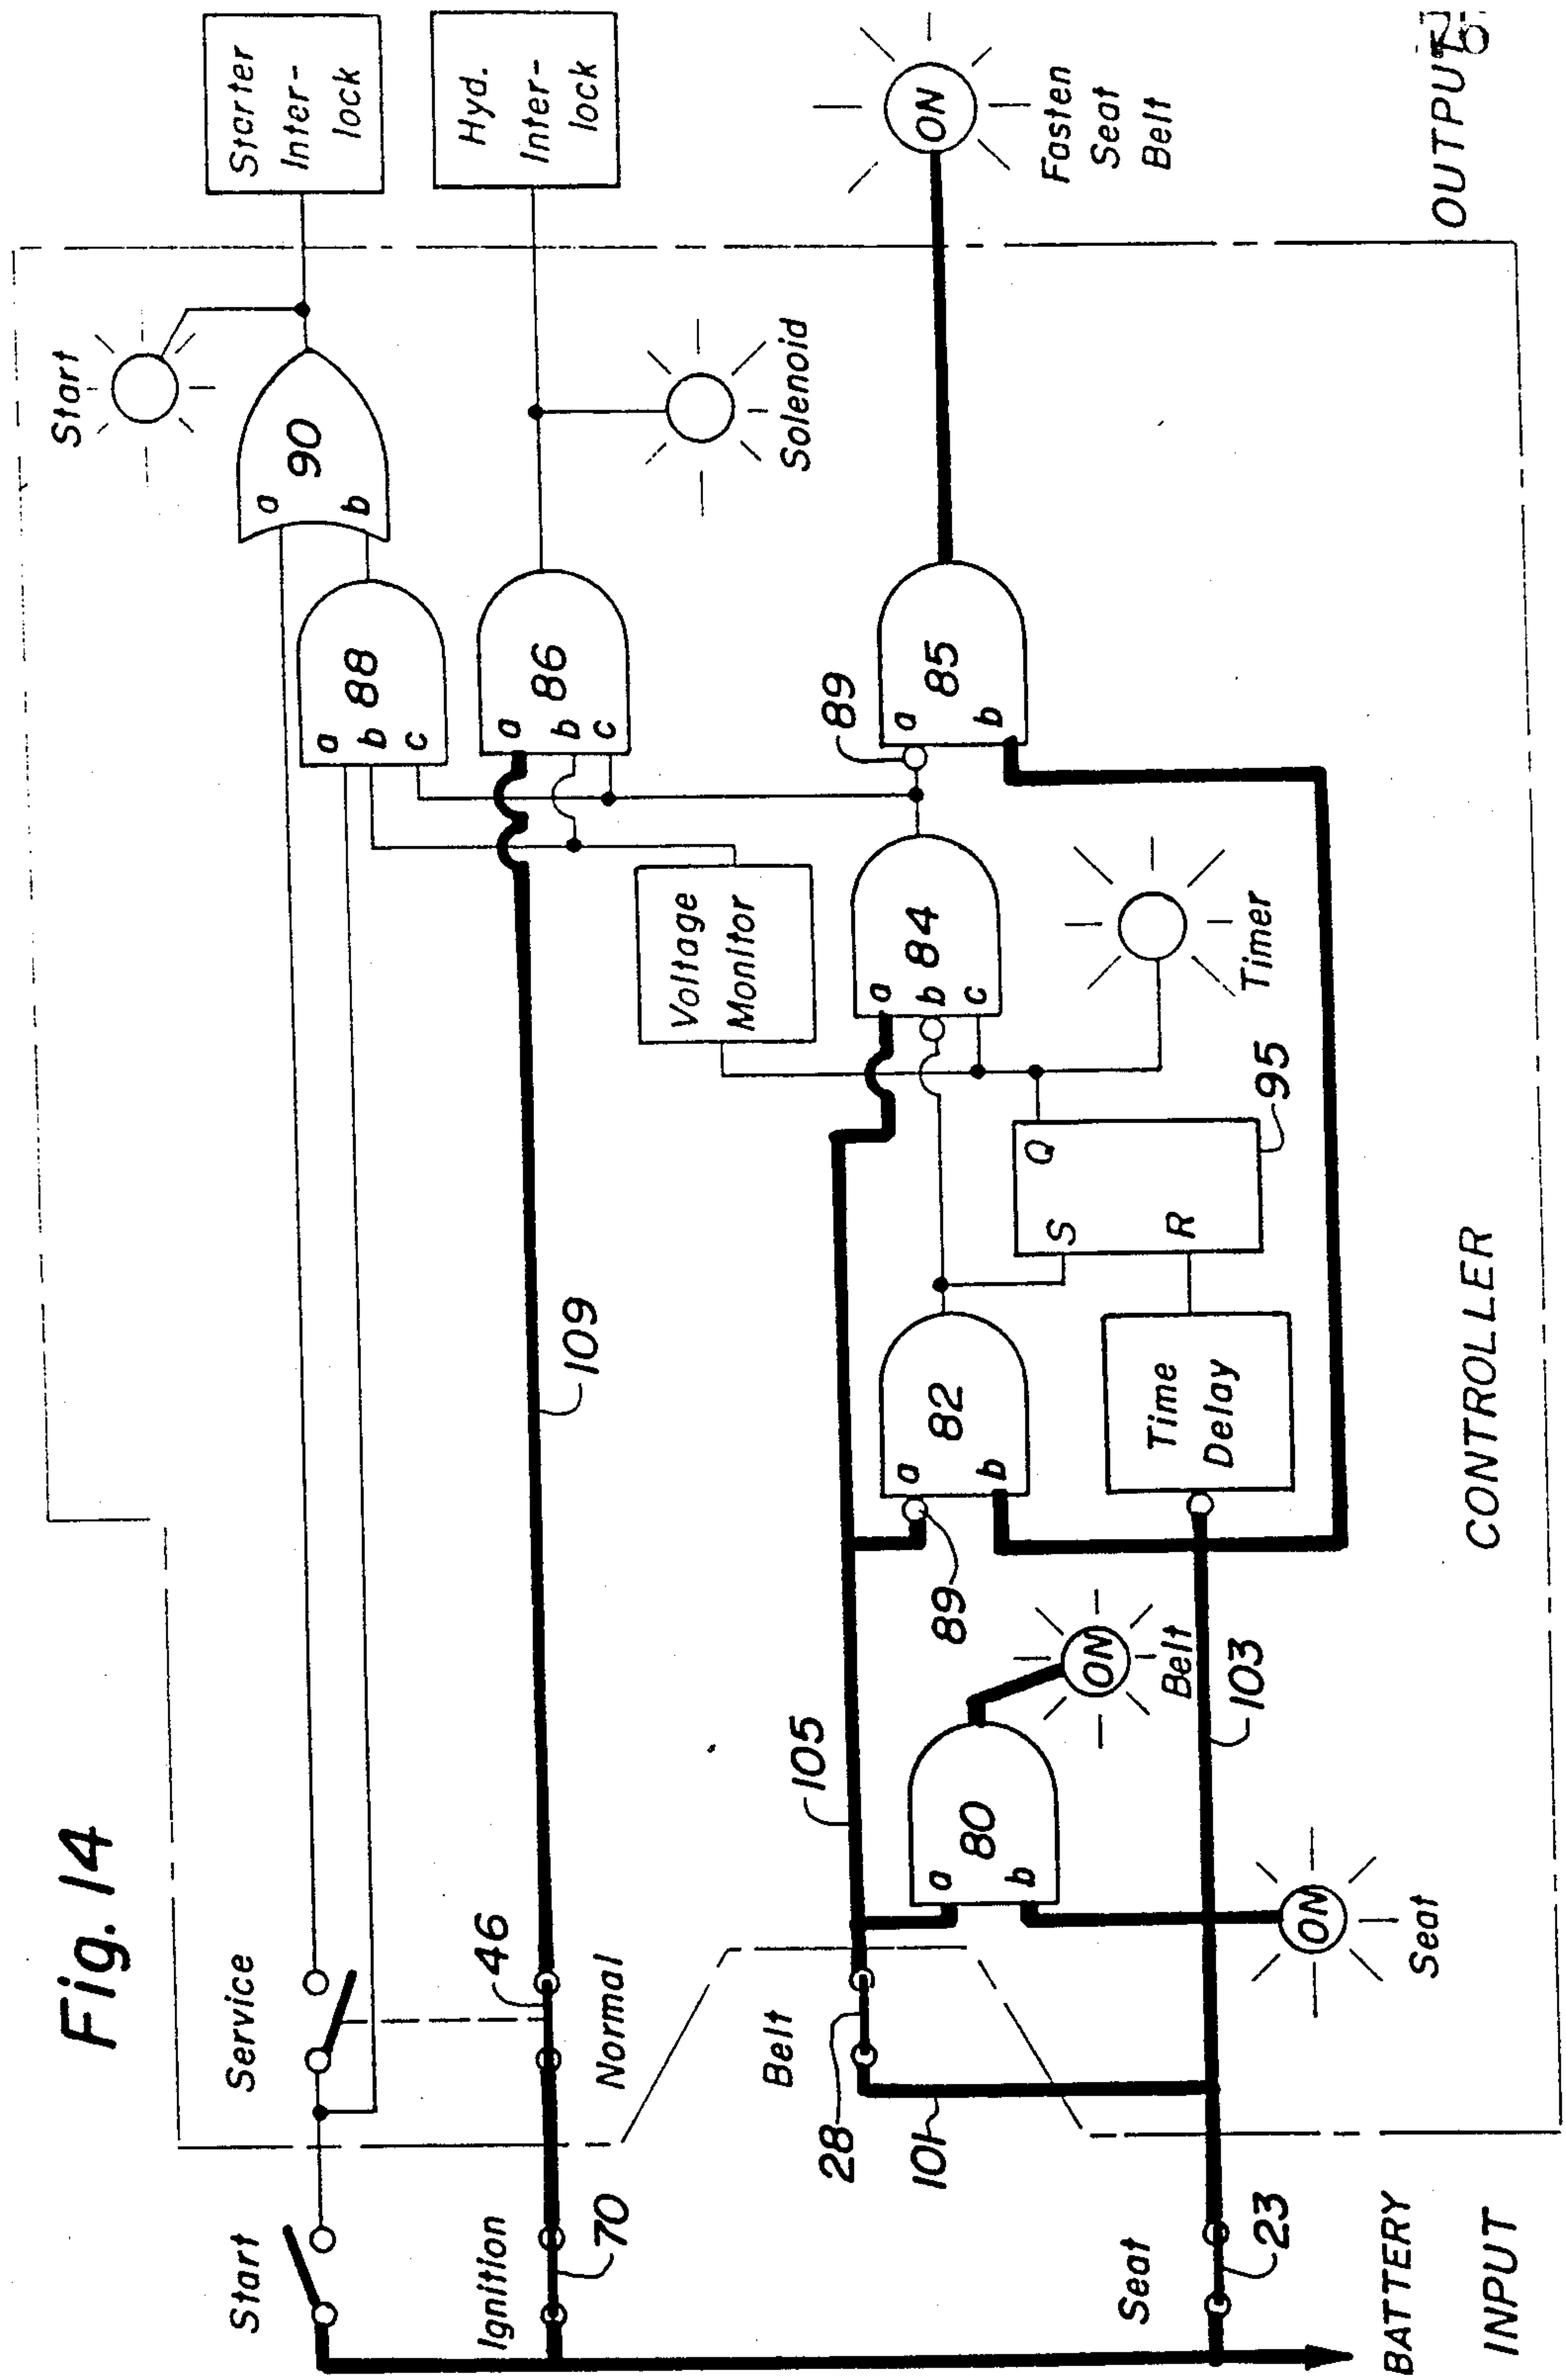 Fig. 14
Start
Service
Start
a
b
90
Starter
Inter-
lock
a
b
c
88
Ignition
70
46
Normal
109
a
b
c
86
Hyd.
Inter-
lock
Solenoid
Voltage
Monitor
Belt
28
101
105
a
b
80
ON
Belt
89
a
b
82
a
b
c
84
89
a
b
85
ON
Fasten
Seat
Belt
S
Q
R
95
Timer
Time
Delay
Seat
23
103
ON
Seat
BATTERY
INPUT
CONTROLLER
OUTPUT